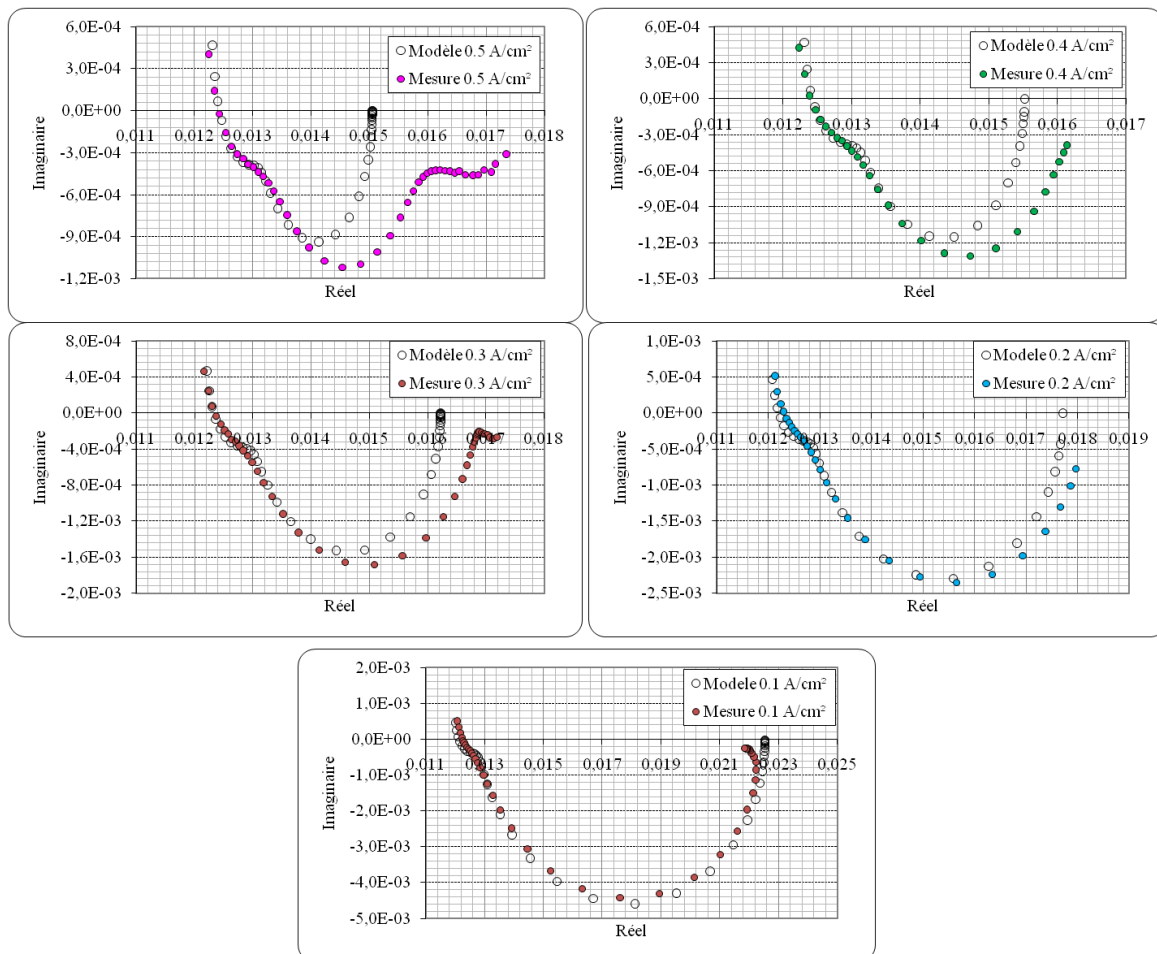 6,0E-04
3,0E-04
0,0E+00
-3,0E-04
-6,0E-04
-9,0E-04
-1,2E-03
0,011 0,012 0,013 0,014 0,015 0,016 0,017 0,018
Imaginaire
Réel
Modèle 0.5 A/cm²
Mesure 0.5 A/cm²
6,0E-04
3,0E-04
0,0E+00
-3,0E-04
-6,0E-04
-9,0E-04
-1,2E-03
-1,5E-03
0,011 0,012 0,013 0,014 0,015 0,016 0,017
Imaginaire
Réel
Modèle 0.4 A/cm²
Mesure 0.4 A/cm²
8,0E-04
4,0E-04
0,0E+00
-4,0E-04
-8,0E-04
-1,2E-03
-1,6E-03
-2,0E-03
0,011 0,012 0,013 0,014 0,015 0,016 0,017 0,018
Imaginaire
Réel
Modèle 0.3 A/cm²
Mesure 0.3 A/cm²
1,0E-03
5,0E-04
0,0E+00
-5,0E-04
-1,0E-03
-1,5E-03
-2,0E-03
-2,5E-03
0,011 0,012 0,013 0,014 0,015 0,016 0,017 0,018 0,019
Imaginaire
Réel
Modele 0.2 A/cm²
Mesure 0.2 A/cm²
2,0E-03
1,0E-03
0,0E+00
-1,0E-03
-2,0E-03
-3,0E-03
-4,0E-03
-5,0E-03
0,011 0,013 0,015 0,017 0,019 0,021 0,023 0,025
Imaginaire
Réel
Modele 0.1 A/cm²
Mesure 0.1 A/cm²